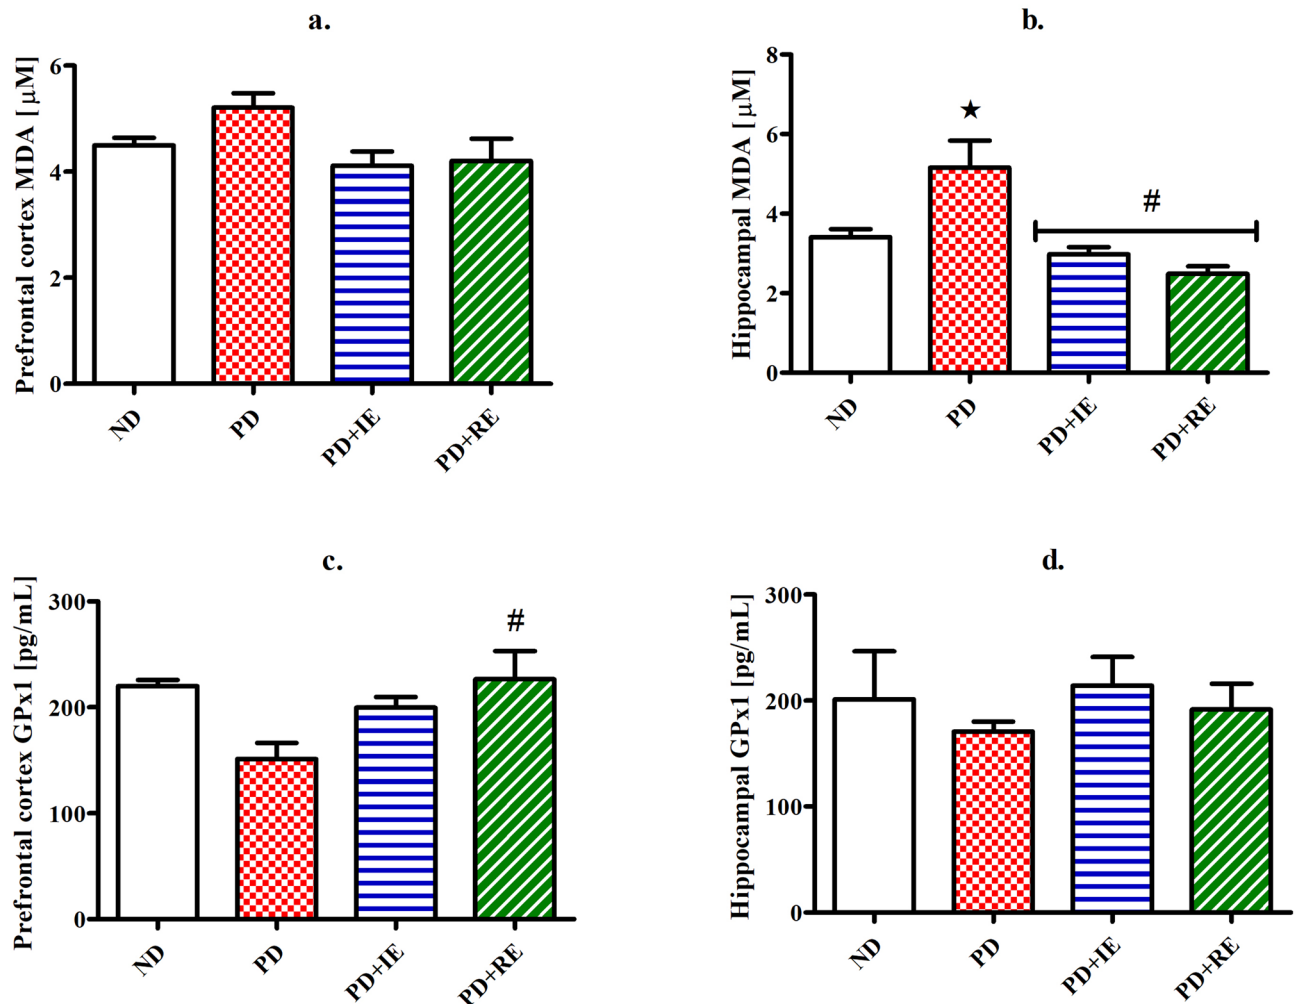 a.
Prefrontal cortex MDA [μM]
6
4
2
0
ND
PD
PD+IE
PD+RE
b.
Hippocampal MDA [μM]
8
6
4
2
0
★
#
ND
PD
PD+IE
PD+RE
c.
Prefrontal cortex GPx1 [pg/mL]
300
200
100
0
#
ND
PD
PD+IE
PD+RE
d.
Hippocampal GPx1 [pg/mL]
300
200
100
0
ND
PD
PD+IE
PD+RE